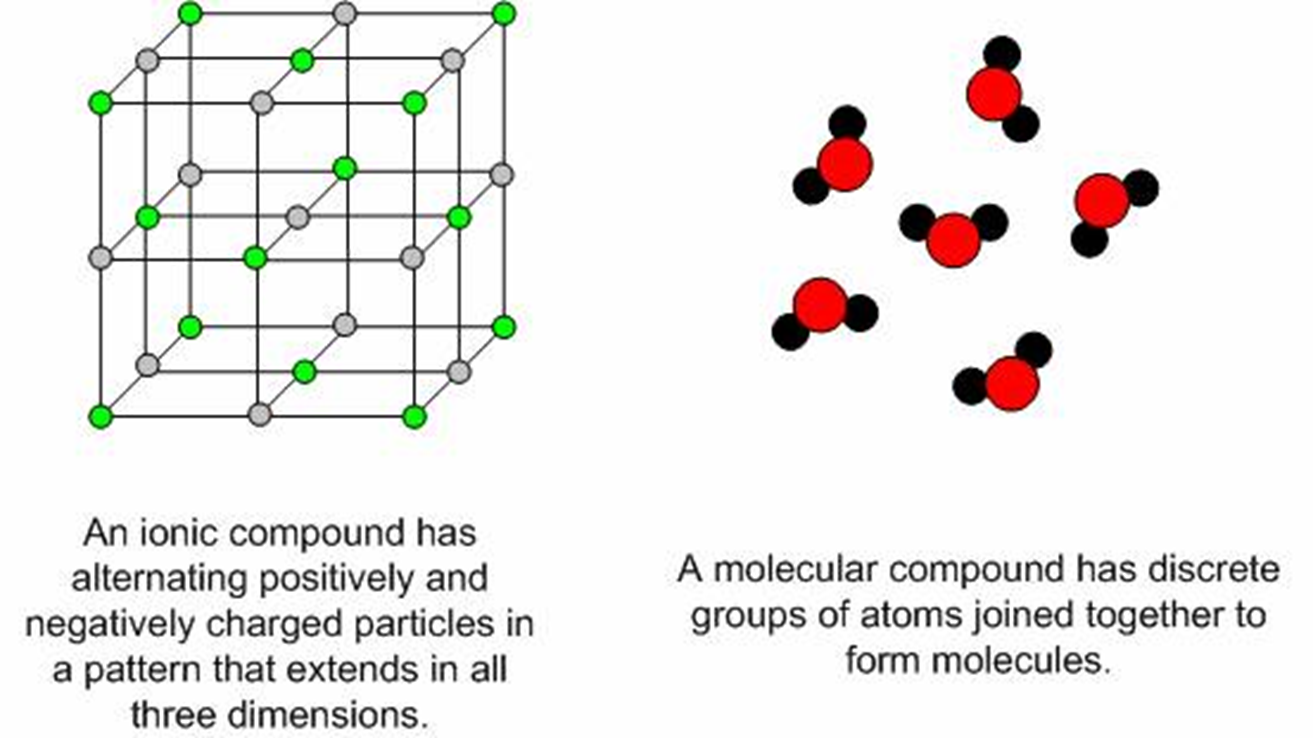 An ionic compound has
alternating positively and
negatively charged particles in
a pattern that extends in all
three dimensions.
A molecular compound has discrete
groups of atoms joined together to
form molecules.